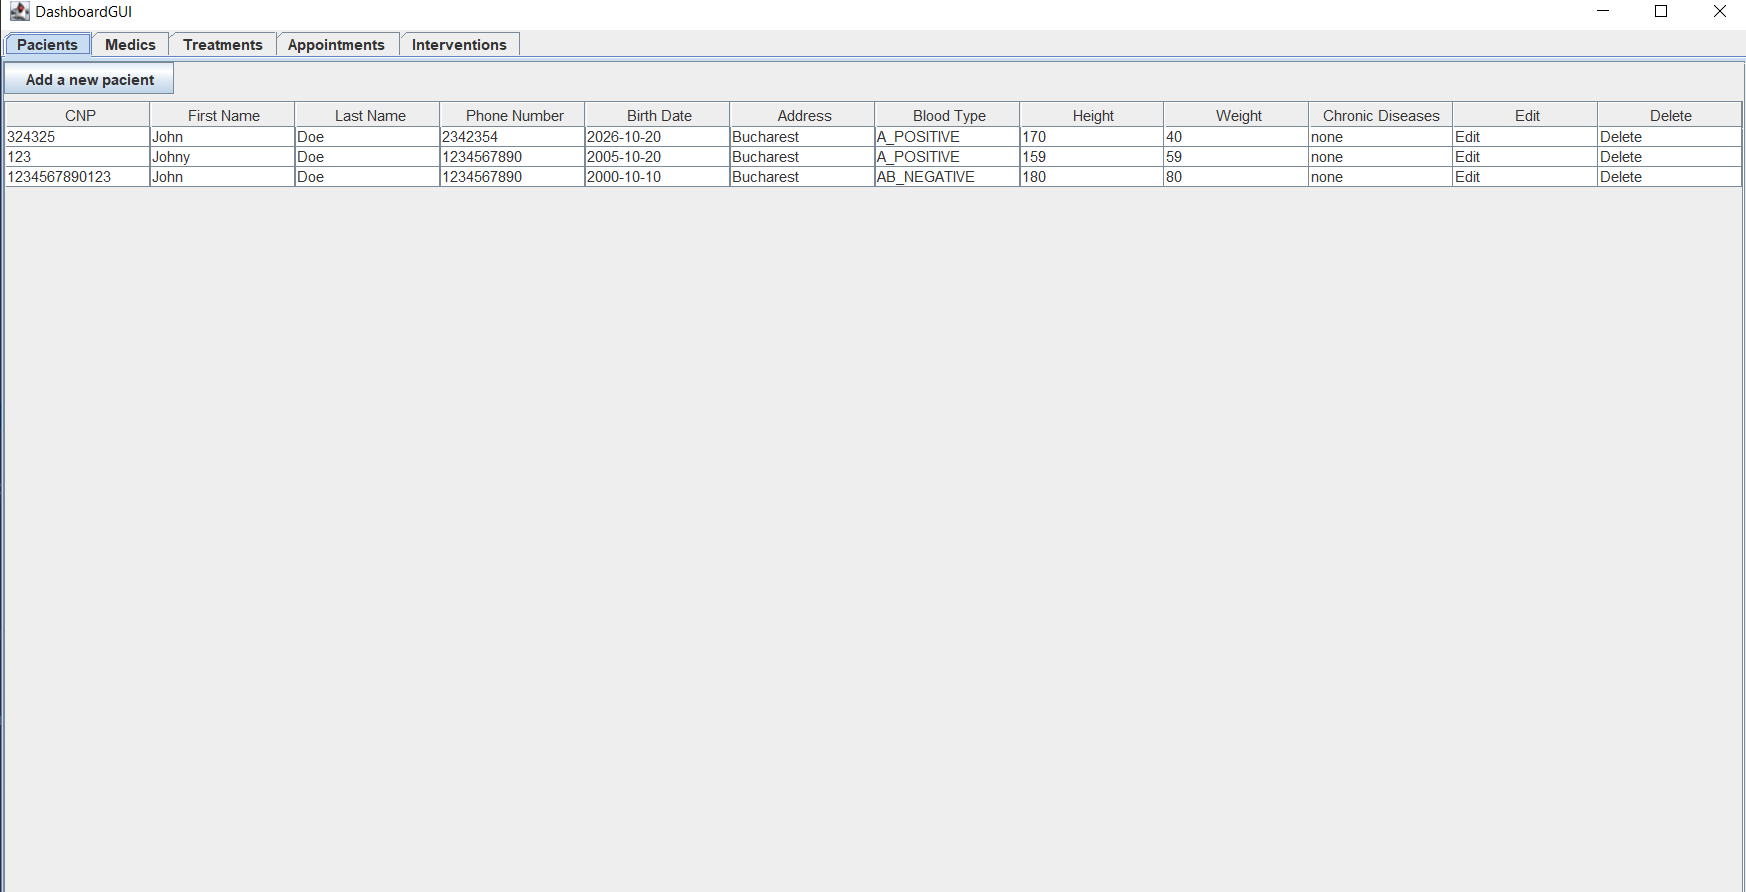 DashboardGUI
Pacients Medics Treatments Appointments Interventions
Add a new pacient
CNP First Name Last Name Phone Number Birth Date Address Blood Type Height Weight Chronic Diseases Edit Delete
324325 John Doe 2342354 2026-10-20 Bucharest A_POSITIVE 170 40 none Edit Delete
123 Johny Doe 1234567890 2005-10-20 Bucharest A_POSITIVE 159 59 none Edit Delete
1234567890123 John Doe 1234567890 2000-10-10 Bucharest AB_NEGATIVE 180 80 none Edit Delete